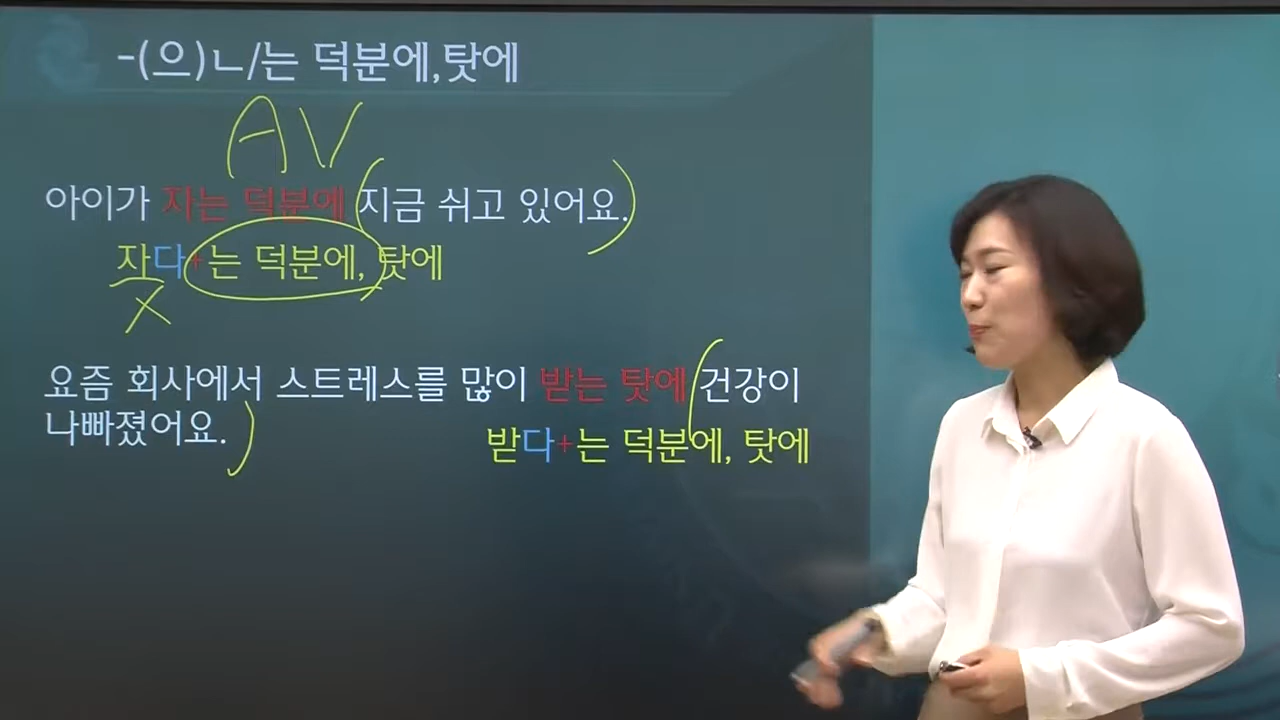 -(으)ㄴ/는 덕분에,탓에
AV
아이가 자는 덕분에 지금 쉬고 있어요.
자다+는 덕분에, 탓에
X
요즘 회사에서 스트레스를 많이 받는 탓에 건강이
나빠졌어요.
받다+는 덕분에, 탓에